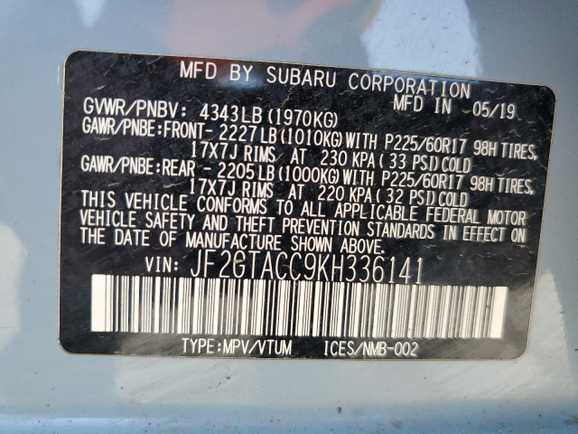 MFD BY SUBARU CORPORATION
MFD IN 05/19
GVWR/PNBV: 4343LB(1970KG)
GAWR/PNBE:FRONT- 2227LB(1010KG)WITH P225/60R17 98H TIRES,
17X7J RIMS AT 230 KPA(33 PSI)COLD
GAWR/PNBE:REAR - 2205LB(1000KG)WITH P225/60R17 98H TIRES,
17X7J RIMS AT 220 KPA(32 PSI)COLD
THIS VEHICLE CONFORMS TO ALL APPLICABLE FEDERAL MOTOR
VEHICLE SAFETY AND THEFT PREVENTION STANDARDS IN EFFECT ON
THE DATE OF MANUFACTURE SHOWN ABOVE.
VIN: JF2GTACC9KH336141
TYPE:MPV/VTUM ICES/NMB-002